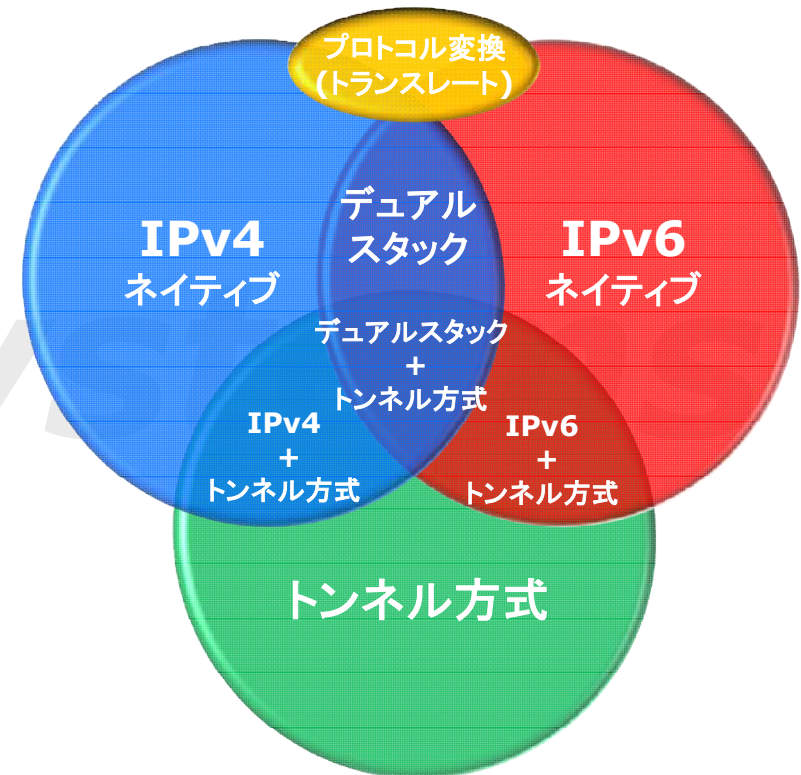 プロトコル変換
(トランスレート)
デュアル
スタック
IPv4
ネイティブ
IPv6
ネイティブ
デュアルスタック
+
トンネル方式
IPv4
+
トンネル方式
IPv6
+
トンネル方式
トンネル方式